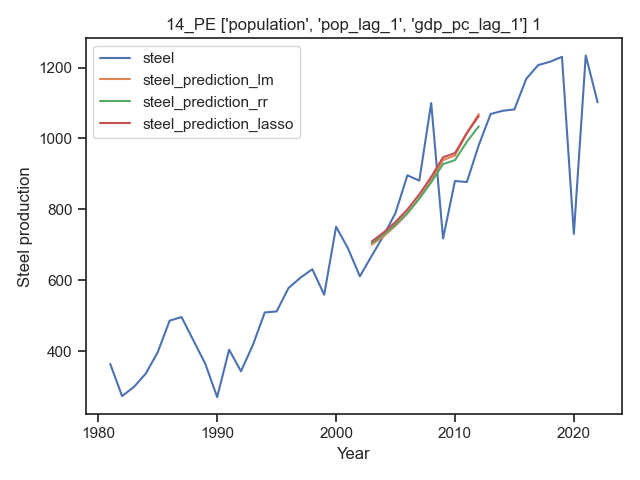 14_PE ['population', 'pop_lag_1', 'gdp_pc_lag_1'] 1
steel
steel_prediction_lm
steel_prediction_rr
steel_prediction_lasso
Steel production
1200
1000
800
600
400
1980
1990
2000
2010
2020
Year